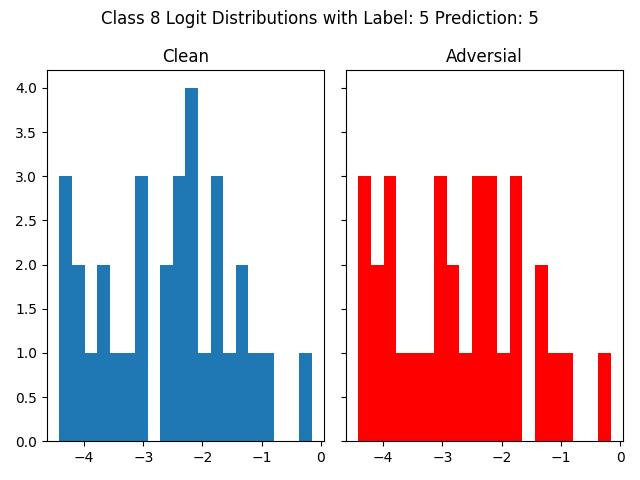 Class 8 Logit Distributions with Label: 5 Prediction: 5
Clean
Adversial
4.0
3.5
3.0
2.5
2.0
1.5
1.0
0.5
0.0
−4 −3 −2 −1 0
−4 −3 −2 −1 0